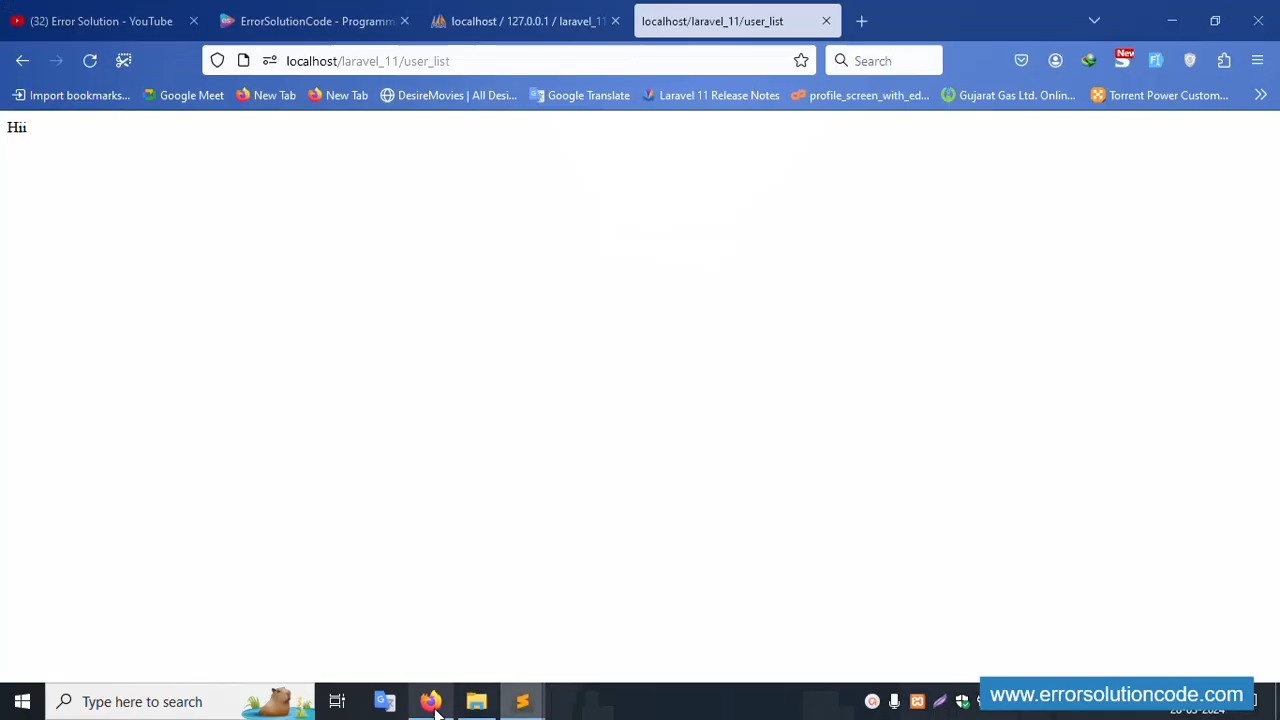 (32) Error Solution - YouTube
ErrorSolutionCode - Programm
localhost / 127.0.0.1 / laravel_11
localhost/laravel_11/user_list
localhost/laravel_11/user_list
Search
New
Import bookmarks...
Google Meet
New Tab
New Tab
DesireMovies | All Desi...
Google Translate
Laravel 11 Release Notes
profile_screen_with_ed...
Gujarat Gas Ltd. Onlin...
Torrent Power Custom...
Hii
Type here to search
www.errorsolutioncode.com